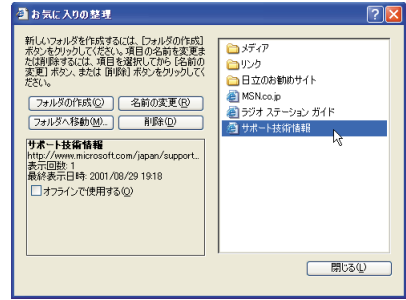 お気に入りの整理
新しいフォルダを作成するには、[フォルダの作成]
ボタンをクリックしてください。項目の名前を変更ま
たは削除するには、項目を選択してから [名前の
変更] ボタン、または [削除] ボタンをクリックしてく
ださい。
フォルダの作成(C)
名前の変更(R)
フォルダへ移動(M)...
削除(D)
サポート技術情報
http://www.microsoft.com/japan/support...
表示回数: 1
最終表示日時: 2001/08/29 19:18
オフラインで使用する(O)
メディア
リンク
日立のお勧めサイト
MSN.co.jp
ラジオ ステーション ガイド
サポート技術情報
閉じる(L)